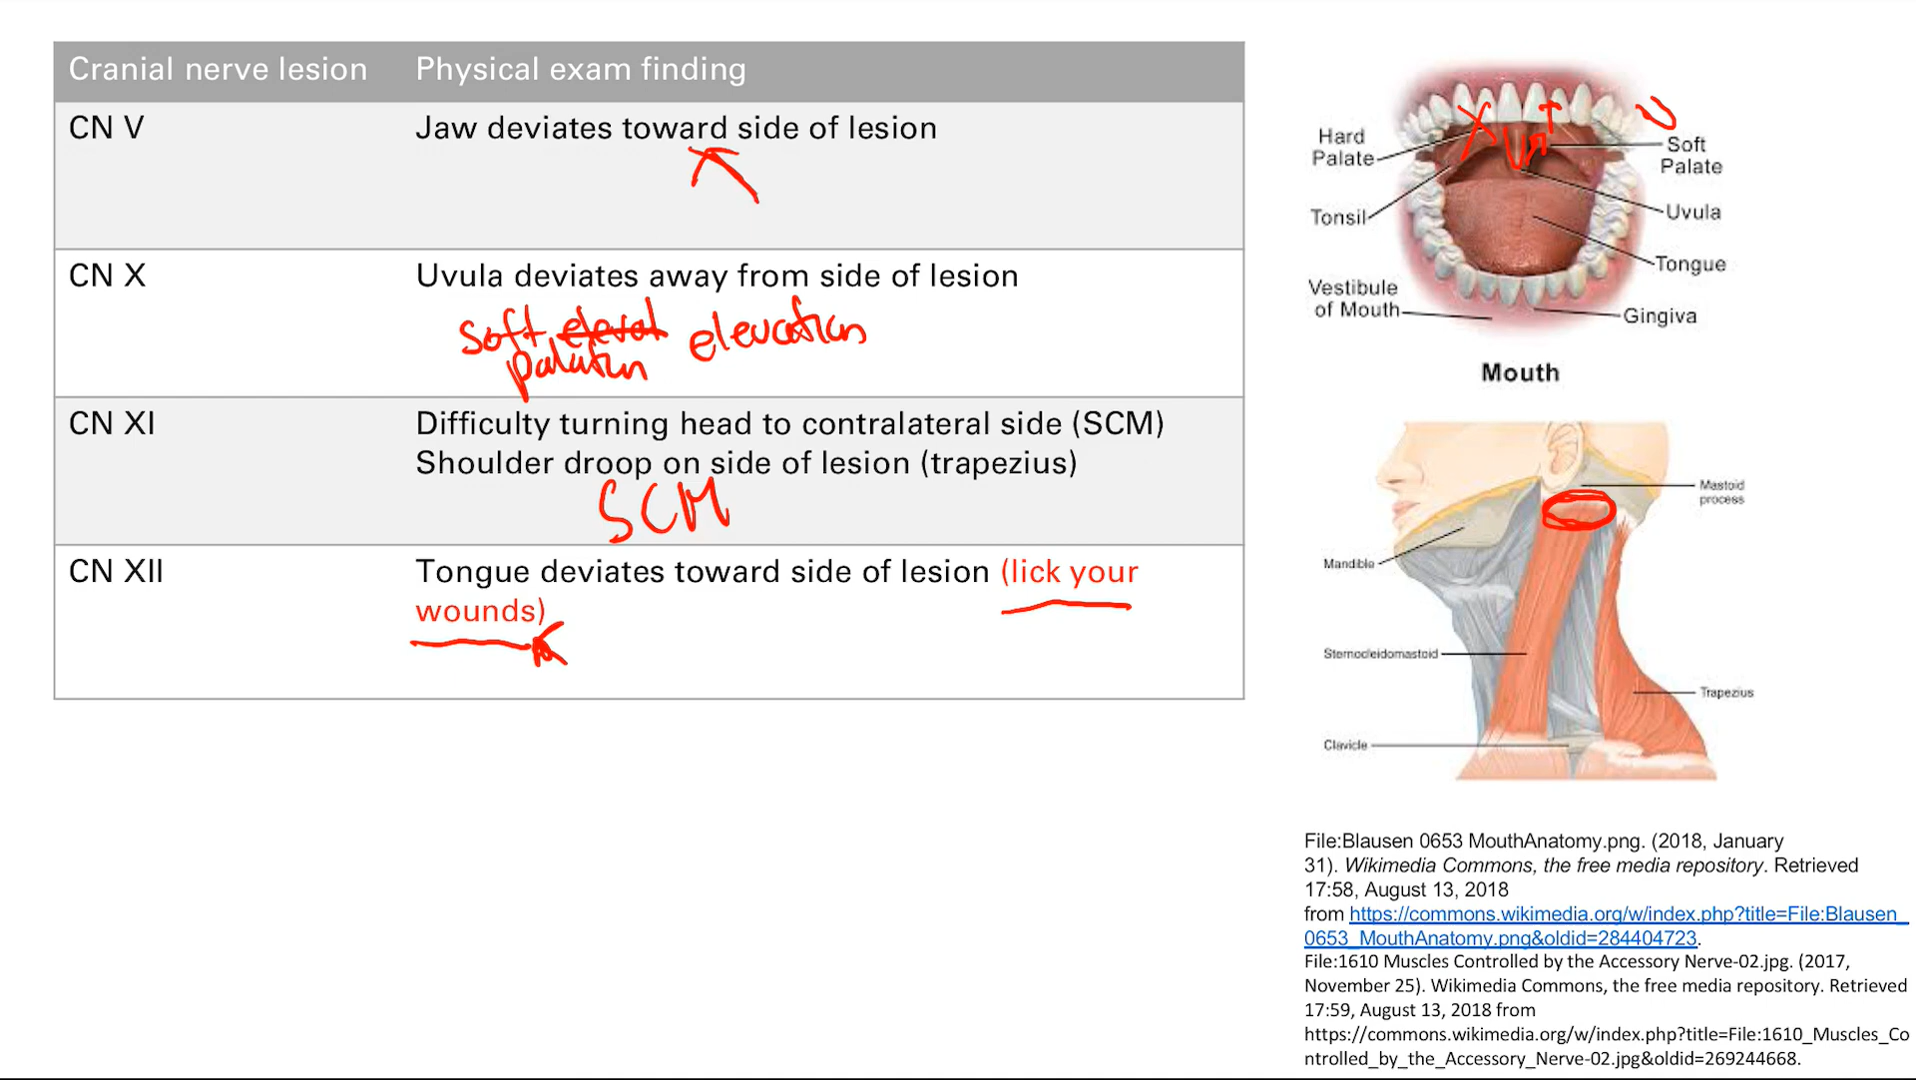 Cranial nerve lesion Physical exam finding
CN V Jaw deviates toward side of lesion
CN X Uvula deviates away from side of lesion
soft elevat elevation
palatin
CN XI Difficulty turning head to contralateral side (SCM)
Shoulder droop on side of lesion (trapezius)
SCM
CN XII Tongue deviates toward side of lesion (lick your
wounds)
Hard
Palate
Tonsil
Vestibule
of Mouth
Soft
Palate
Uvula
Tongue
Gingiva
Mouth
Mastoid
process
Mandible
Sternocleidomastoid
Trapezius
Clavicle
File:Blausen 0653 MouthAnatomy.png. (2018, January
31). Wikimedia Commons, the free media repository. Retrieved
17:58, August 13, 2018
from https://commons.wikimedia.org/w/index.php?title=File:Blausen_
0653_MouthAnatomy.png&oldid=284404723.
File:1610 Muscles Controlled by the Accessory Nerve-02.jpg. (2017,
November 25). Wikimedia Commons, the free media repository. Retrieved
17:59, August 13, 2018 from
https://commons.wikimedia.org/w/index.php?title=File:1610_Muscles_Co
ntrolled_by_the_Accessory_Nerve-02.jpg&oldid=269244668.